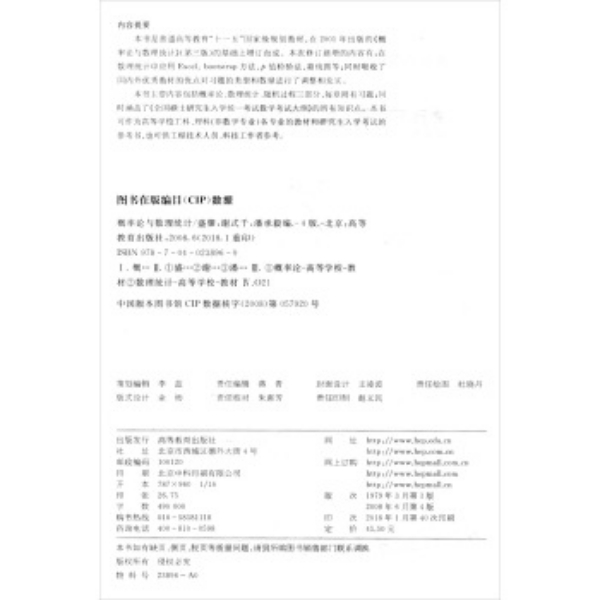 内容提要
本书是普通高等教育“十一五”国家级规划教材，在2001年出版的《概
率论与数理统计》（第三版）的基础上增订而成。本次修订新增的内容有：在
数理统计中应用Excel，bootstrap方法，p值检验法，箱线图等；同时吸收了
国内外优秀教材的优点对习题的类型和数量进行了调整和充实。
本书主要内容包括概率论、数理统计、随机过程三部分，每章附有习题；同
时涵盖了《全国硕士研究生入学统一考试数学考试大纲》的所有知识点。本书
可作为高等学校工科、理科（非数学专业）各专业的教材和研究生入学考试的
参考书，也可供工程技术人员、科技工作者参考。
图书在版编目（CIP）数据
概率论与数理统计/盛骤，谢式千，潘承毅编．-4版．-北京：高等
教育出版社，2008.6（2016.1重印）
ISBN 978-7-04-023896-9
Ⅰ．概… Ⅱ．①盛…②谢…③潘… Ⅲ．①概率论-高等学校-教
材②数理统计-高等学校-教材 Ⅳ．O21
中国版本图书馆CIP数据核字（2008）第057920号
策划编辑 李蕊 责任编辑 蒋青 封面设计 王凌波 责任绘图 杜晓丹
版式设计 余杨 责任校对 朱惠芳 责任印制
出版发行 高等教育出版社
社址 北京市西城区德外大街4号
邮政编码 100120
印刷
开本 787×960 1/16
印张 26.75
字数 490 000
购书热线 010-58581118
咨询电话 400-810-0598
网址 http://www.hep.edu.cn
http://www.hep.com.cn
网上订购 http://www.hepmall.com.cn
http://www.hepmall.com
http://www.hepmall.cn
版次 1979年3月第1版
2008年6月第4版
印次 2016年1月第40次印刷
定价
本书如有缺页、倒页、脱页等质量问题，请到所购图书销售部门联系调换
版权所有 侵权必究
物料号 23896-A0